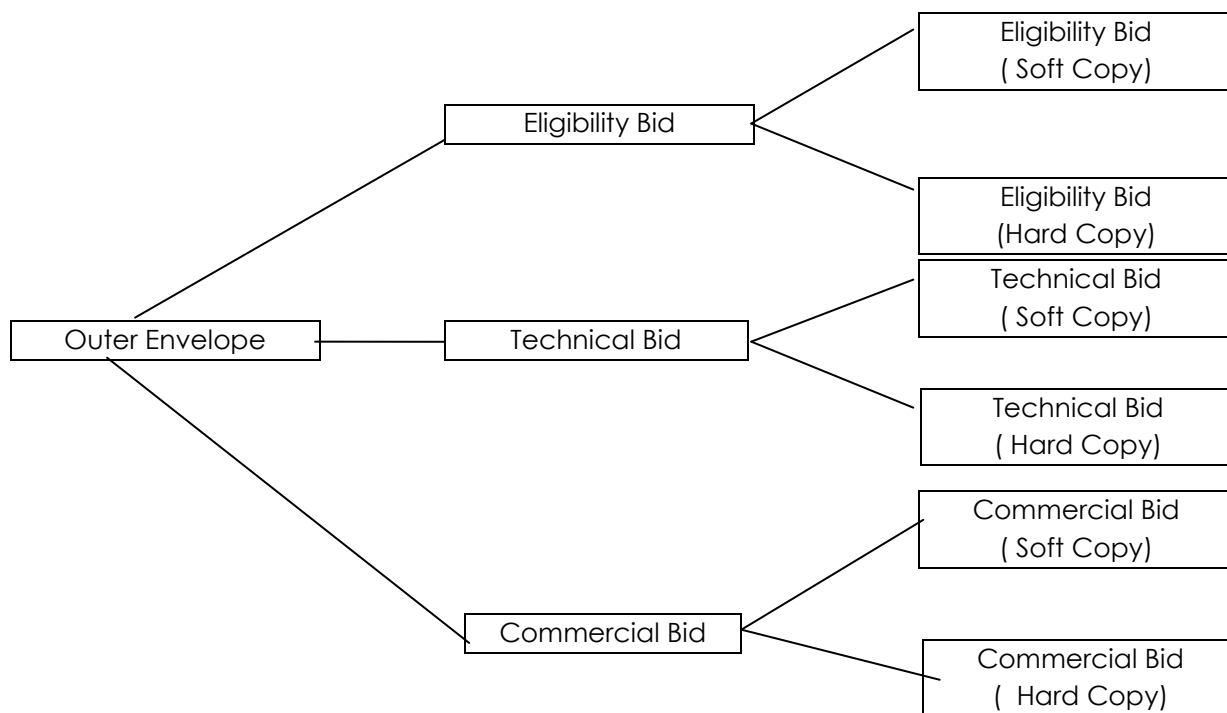 Eligibility Bid
( Soft Copy)
Eligibility Bid
Eligibility Bid
(Hard Copy)
Technical Bid
( Soft Copy)
Outer Envelope
Technical Bid
Technical Bid
( Hard Copy)
Commercial Bid
( Soft Copy)
Commercial Bid
Commercial Bid
( Hard Copy)